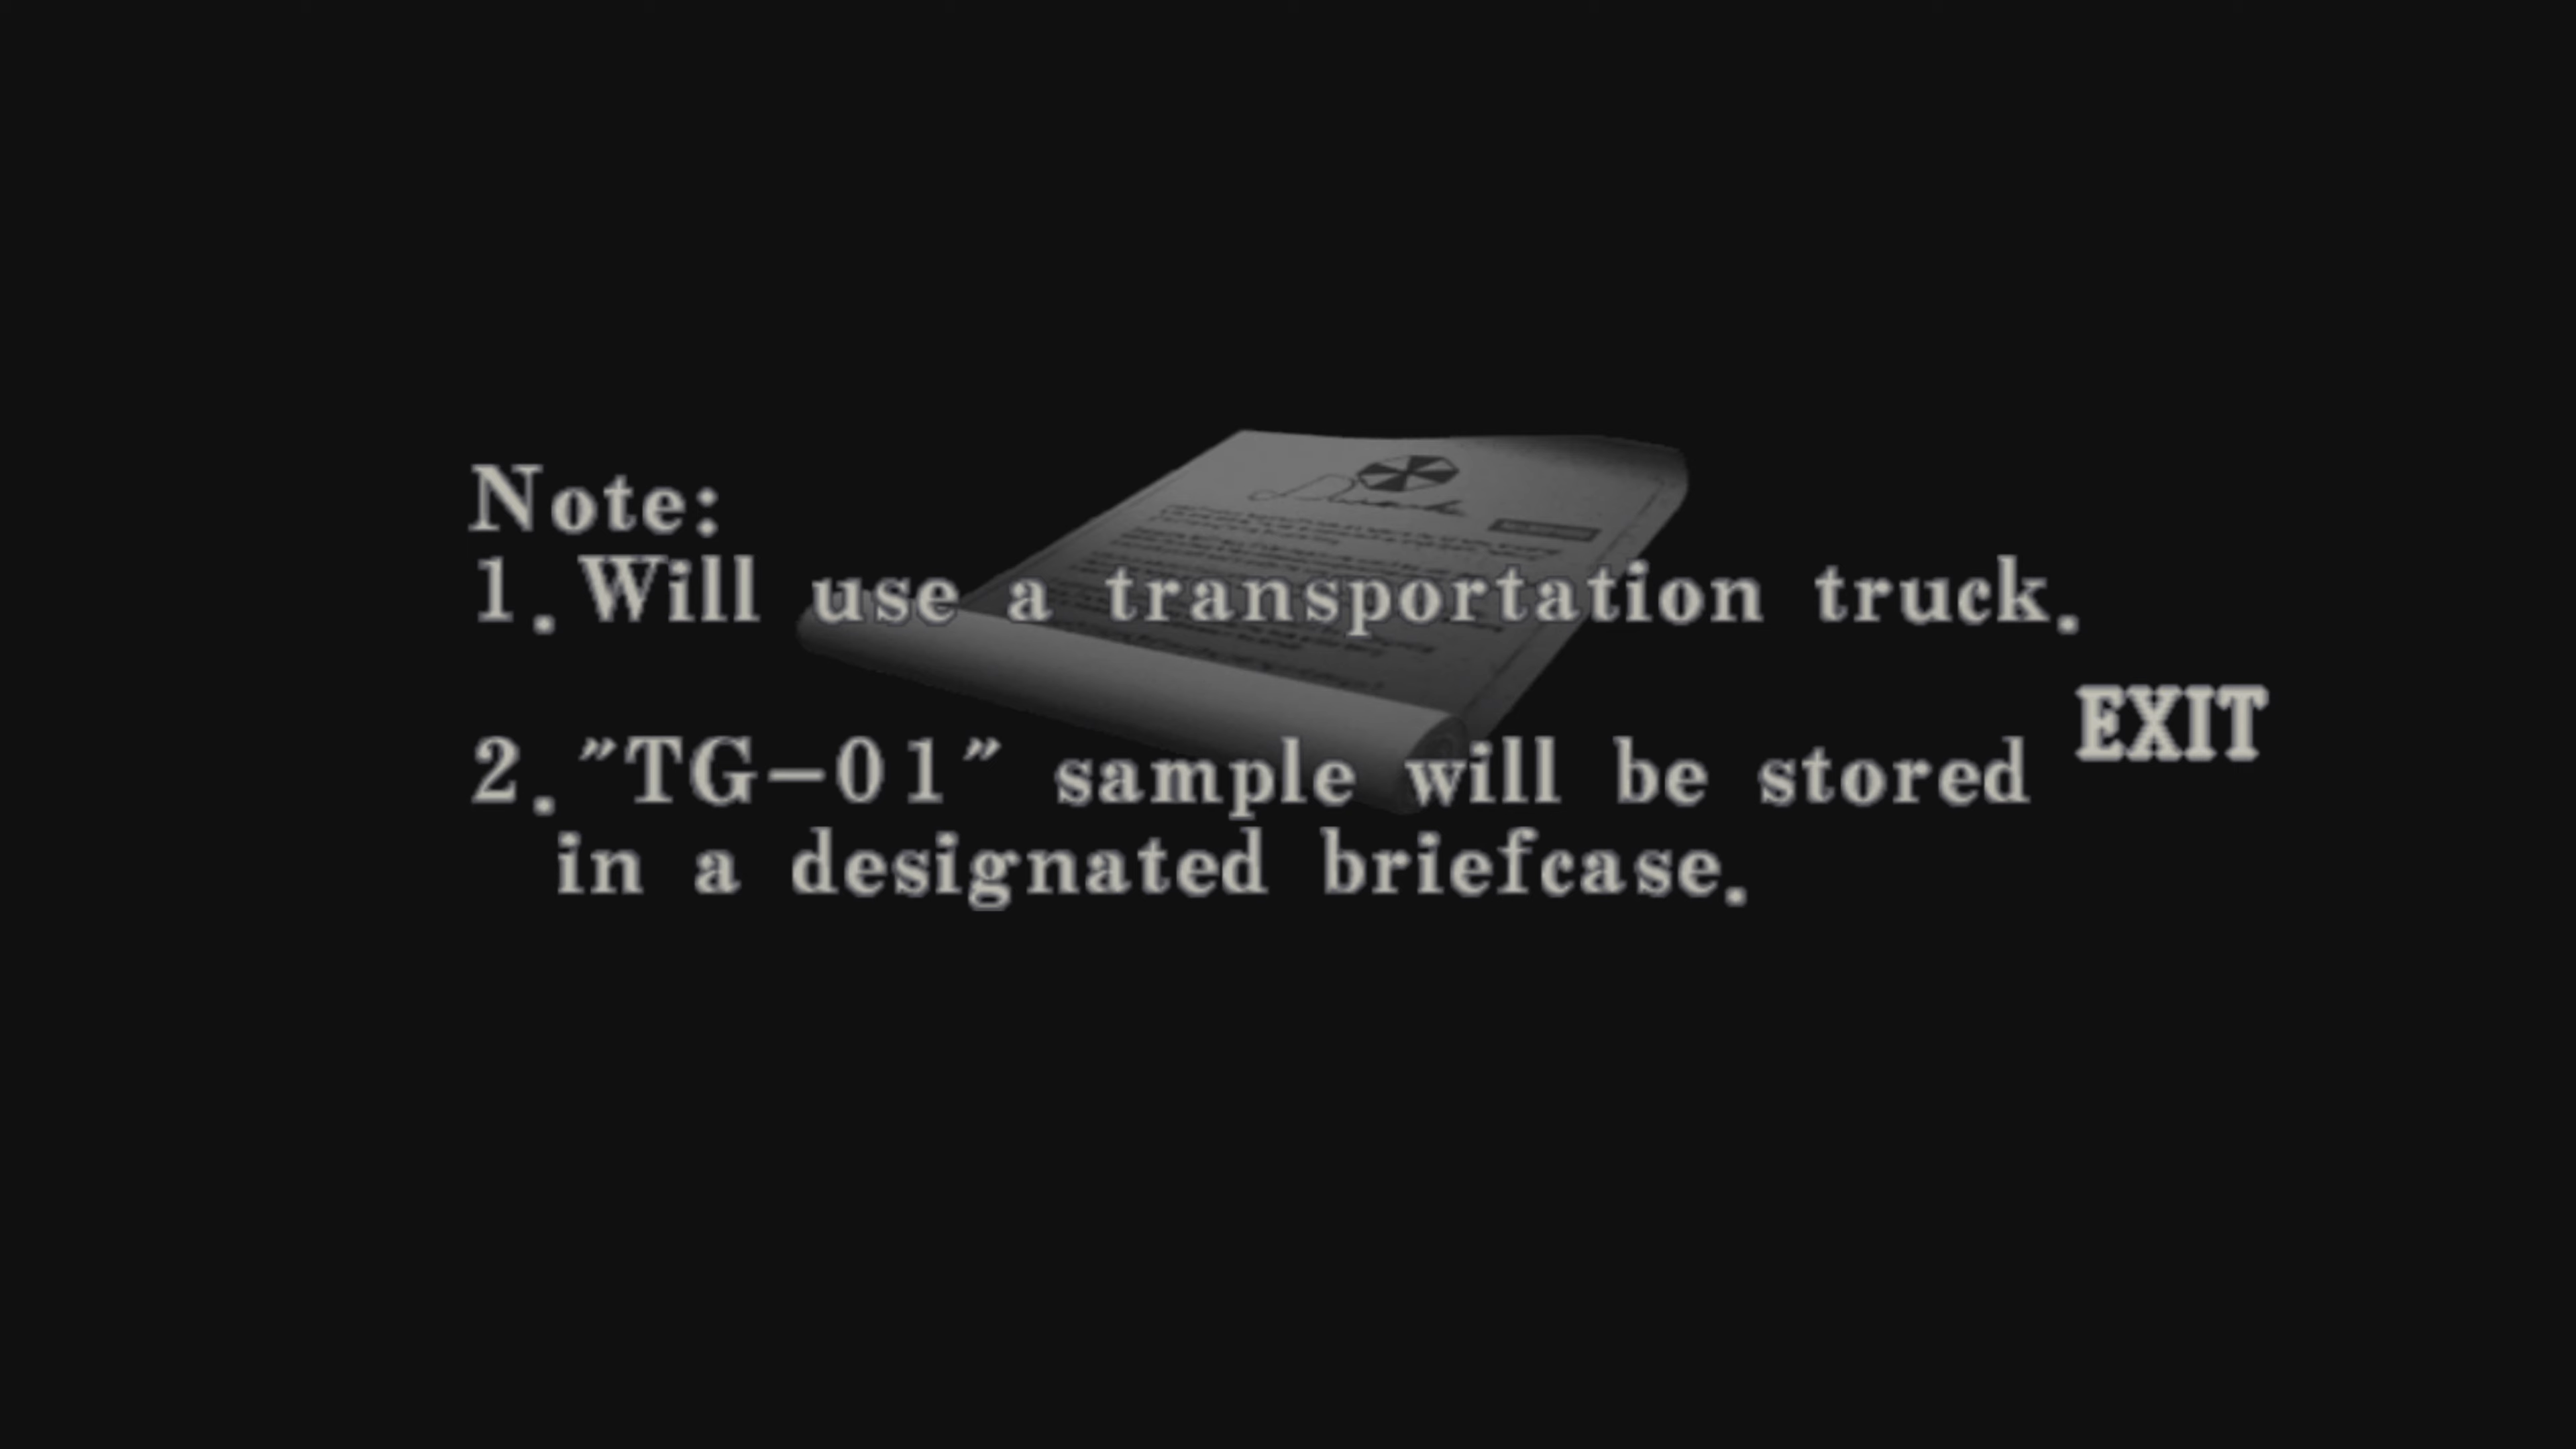 Note:
1. Will use a transportation truck.
EXIT
2. "TG-01" sample will be stored
in a designated briefcase.